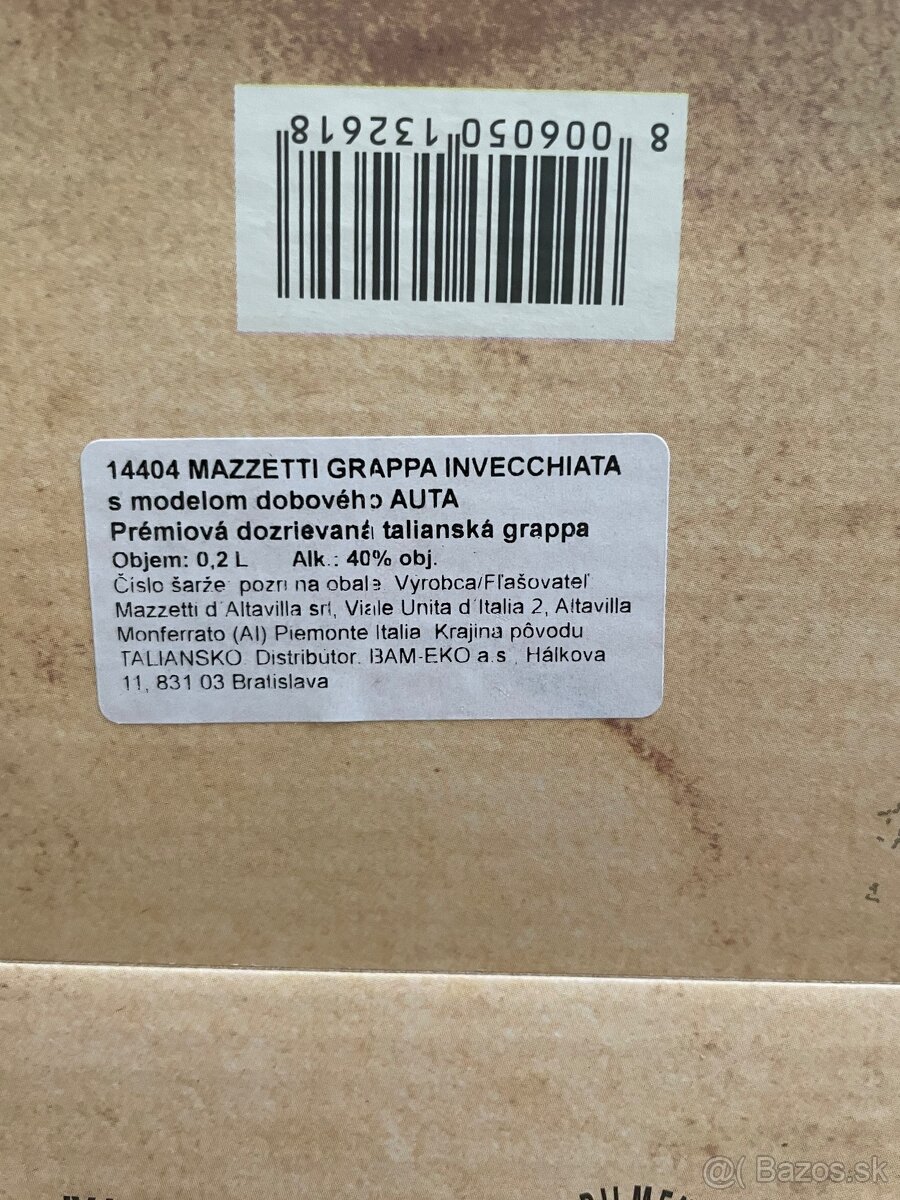 8 006050 132618
14404 MAZZETTI GRAPPA INVECCHIATA
s modelom dobového AUTA
Prémiová dozrievaná talianská grappa
Objem: 0,2 L Alk.: 40% obj.
Číslo šarže: pozri na obale. Výrobca/Fľašovateľ:
Mazzetti d´Altavilla srl, Viale Unita d´Italia 2, Altavilla
Monferrato (Al) Piemonte Italia. Krajina pôvodu
TALIANSKO. Distribútor. BAM-EKO a.s., Hálkova
11, 831 03 Bratislava
@( Bazos.sk